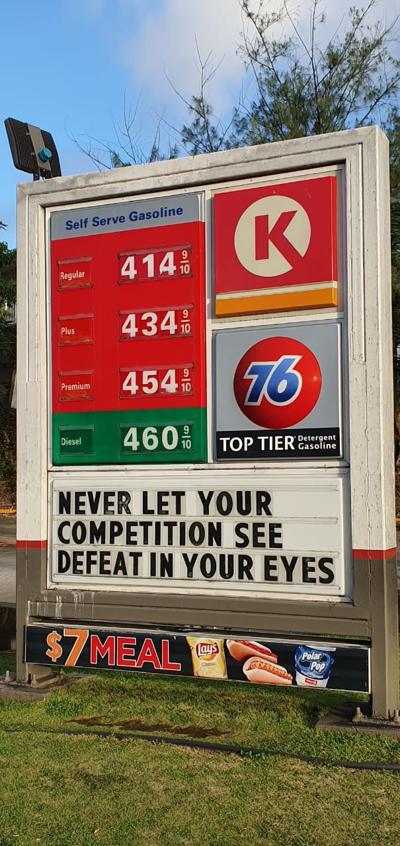 Self Serve Gasoline
Regular 414 9/10
Plus 434 9/10
Premium 454 9/10
Diesel 460 9/10
K
76
TOP TIER Detergent Gasoline
NEVER LET YOUR
COMPETITION SEE
DEFEAT IN YOUR EYES
$7 MEAL
Lay's
Polar Pop